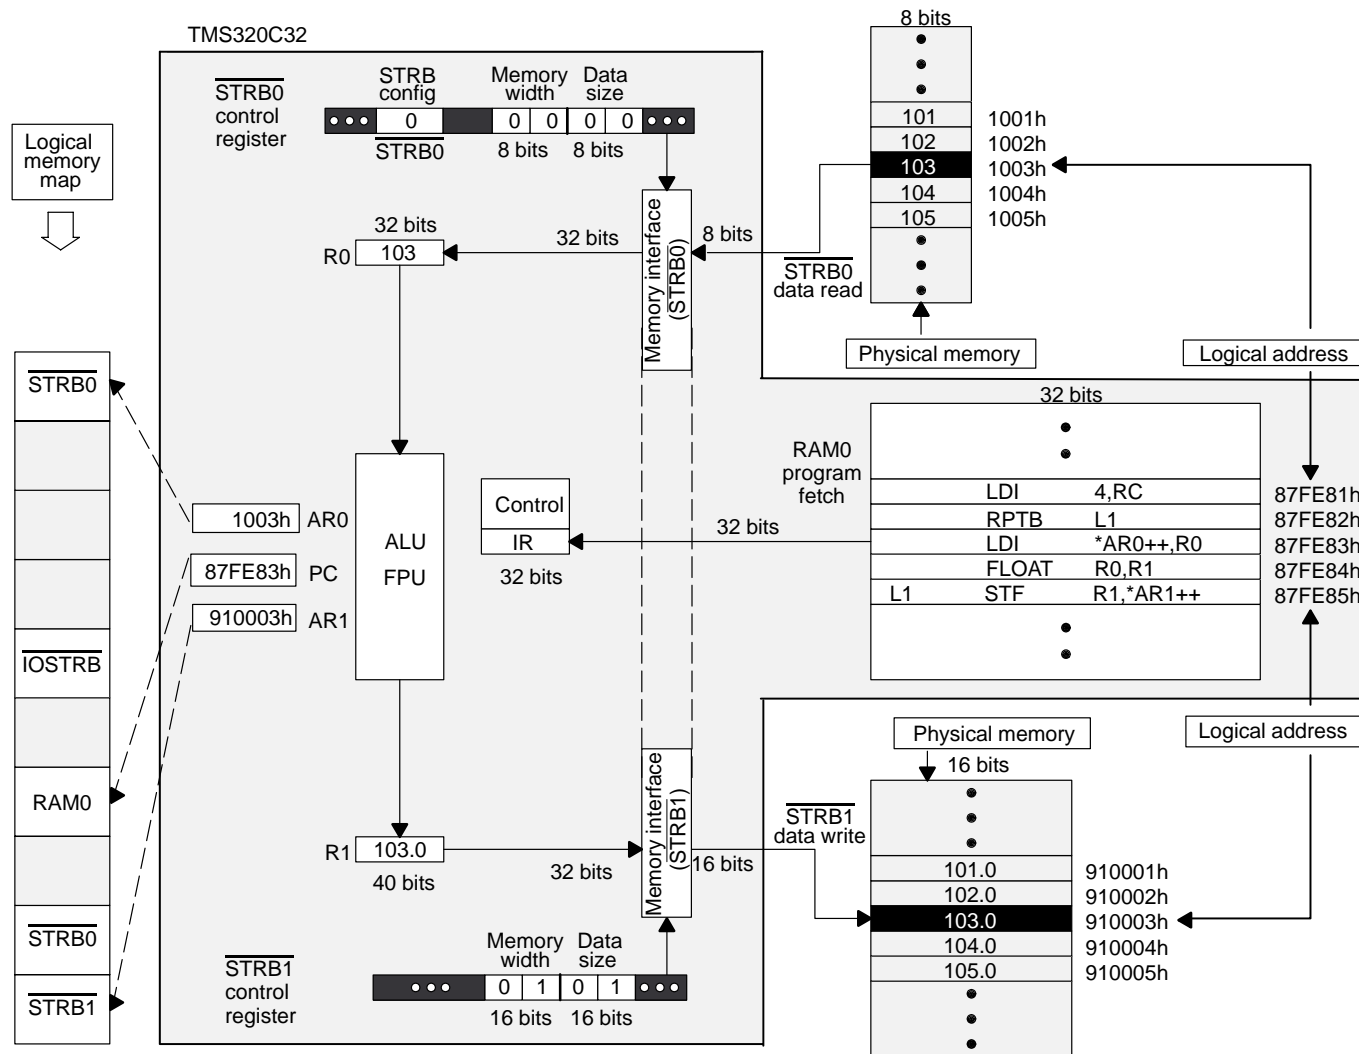 TMS320C32
8 bits
STRB0
control
register
STRB
config
Memory
width
Data
size
0
0 0 0 0
STRB0
8 bits 8 bits
Logical
memory
map
101 1001h
102 1002h
103 1003h
104 1004h
105 1005h
32 bits
R0 103
32 bits
Memory interface
(STRB0)
8 bits
STRB0
data read
Physical memory
Logical address
STRB0
IOSTRB
RAM0
STRB0
STRB1
1003h AR0
87FE83h PC
910003h AR1
ALU
FPU
Control
IR
32 bits
32 bits
RAM0
program
fetch
32 bits
LDI 4,RC 87FE81h
RPTB L1 87FE82h
LDI *AR0++,R0 87FE83h
FLOAT R0,R1 87FE84h
L1 STF R1,*AR1++ 87FE85h
Physical memory
Logical address
16 bits
STRB1
data write
R1 103.0
40 bits
32 bits
Memory interface
(STRB1)
16 bits
101.0 910001h
102.0 910002h
103.0 910003h
104.0 910004h
105.0 910005h
STRB1
control
register
Memory
width
Data
size
0 1 0 1
16 bits 16 bits